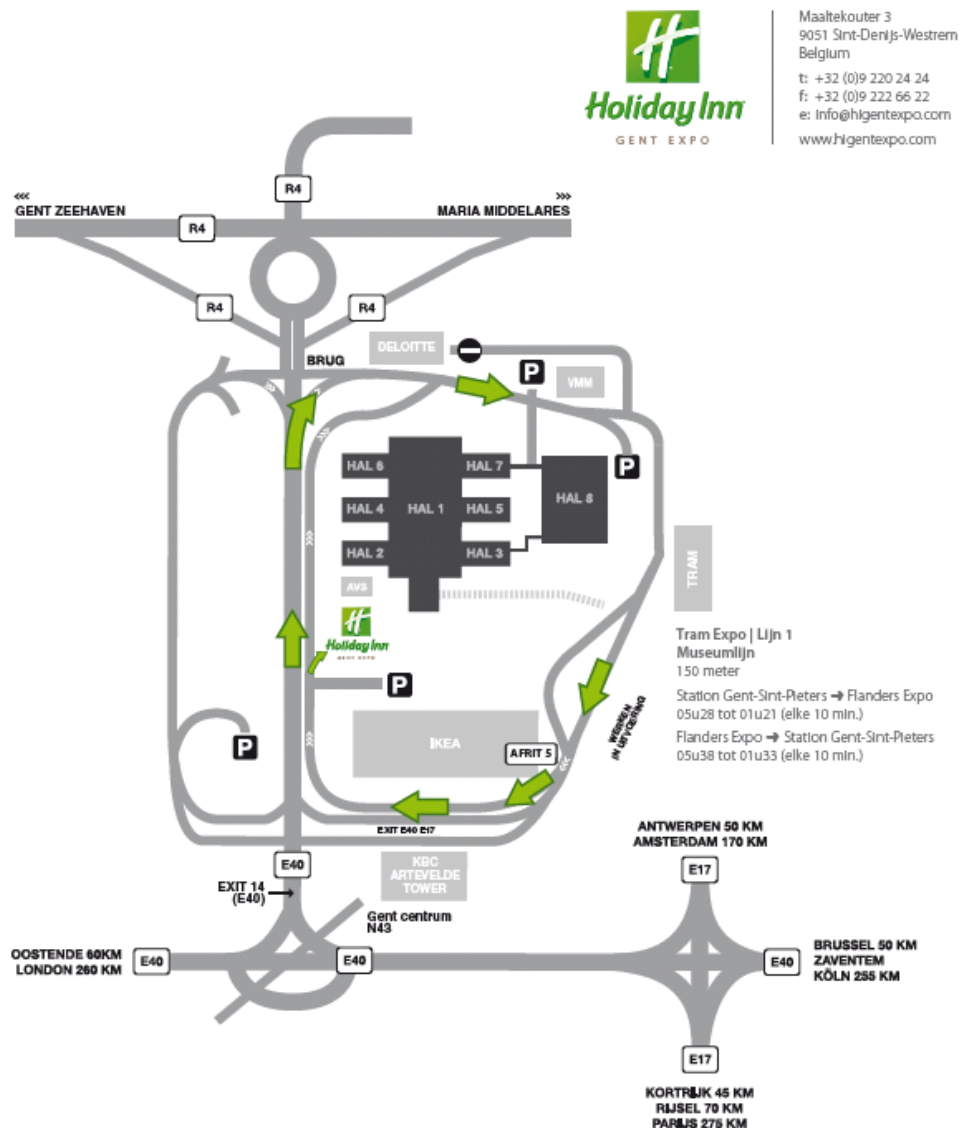 Maaltekouter 3
9051 Sint-Denijs-Westrem
Belgium
t: +32 (0)9 220 24 24
f: +32 (0)9 222 66 22
e: info@higentexpo.com
www.higentexpo.com
H
Holiday Inn
GENT EXPO
R4
<<<
>>>
GENT ZEEHAVEN
MARIA MIDDELARES
R4
R4
R4
BRUG
DELOITTE
P
VMM
P
HAL 6
HAL 7
HAL 4
HAL 1
HAL 5
HAL 8
HAL 2
HAL 3
AVS
TRAM
H
Holiday Inn
GENT EXPO
P
Tram Expo | Lijn 1
Museumlijn
150 meter
Station Gent-Sint-Pieters ➔ Flanders Expo
05u28 tot 01u21 (elke 10 min.)
Flanders Expo ➔ Station Gent-Sint-Pieters
05u38 tot 01u33 (elke 10 min.)
WERKEN
IN UITVOERING
P
IKEA
AFRIT 5
EXIT E40 E17
KBC
ARTEVELDE
TOWER
E40
EXIT 14
(E40)
Gent centrum
N43
OOSTENDE 60KM
LONDON 260 KM
E40
E40
ANTWERPEN 50 KM
AMSTERDAM 170 KM
E17
E40
BRUSSEL 50 KM
ZAVENTEM
KÖLN 255 KM
E17
KORTRIJK 45 KM
RIJSEL 70 KM
PARIJS 275 KM